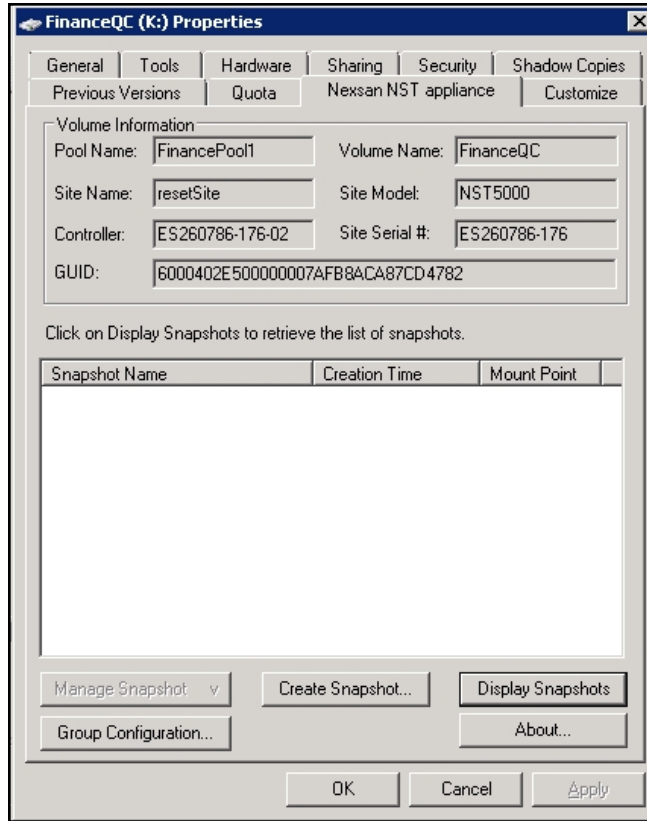 FinanceQC (K:) Properties
General Tools Hardware Sharing Security Shadow Copies
Previous Versions Quota Nexsan NST appliance Customize
Volume Information
Pool Name: FinancePool1 Volume Name: FinanceQC
Site Name: resetSite Site Model: NST5000
Controller: ES260786-176-02 Site Serial #: ES260786-176
GUID: 6000402E500000007AFB8ACA87CD4782
Click on Display Snapshots to retrieve the list of snapshots.
Snapshot Name Creation Time Mount Point
Manage Snapshot v Create Snapshot... Display Snapshots
Group Configuration... About...
OK Cancel Apply